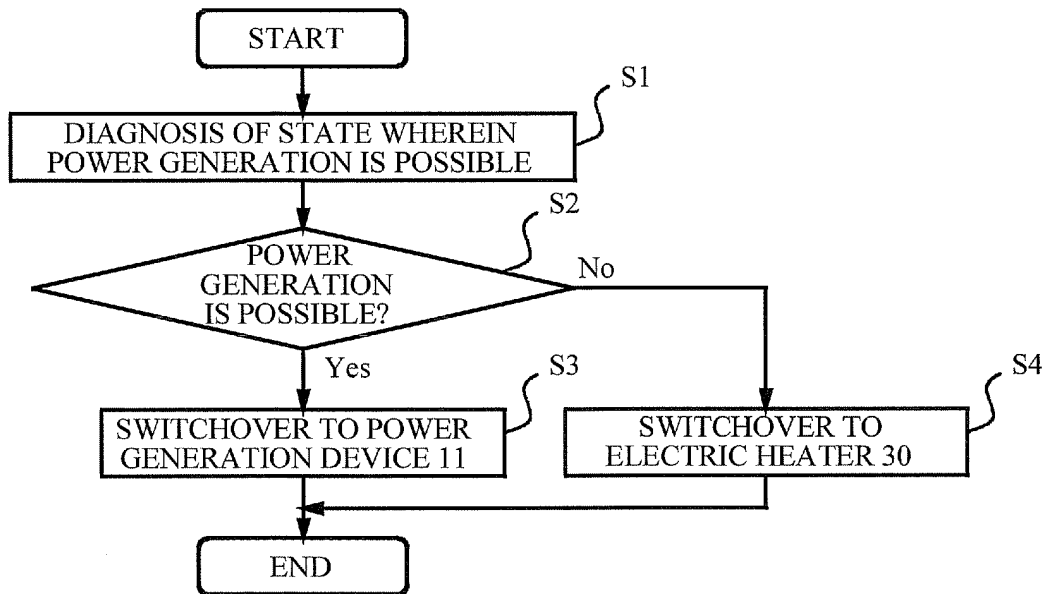 START
S1
DIAGNOSIS OF STATE WHEREIN
POWER GENERATION IS POSSIBLE
S2
POWER
GENERATION
IS POSSIBLE?
No
Yes
S3
SWITCHOVER TO POWER
GENERATION DEVICE 11
S4
SWITCHOVER TO
ELECTRIC HEATER 30
END